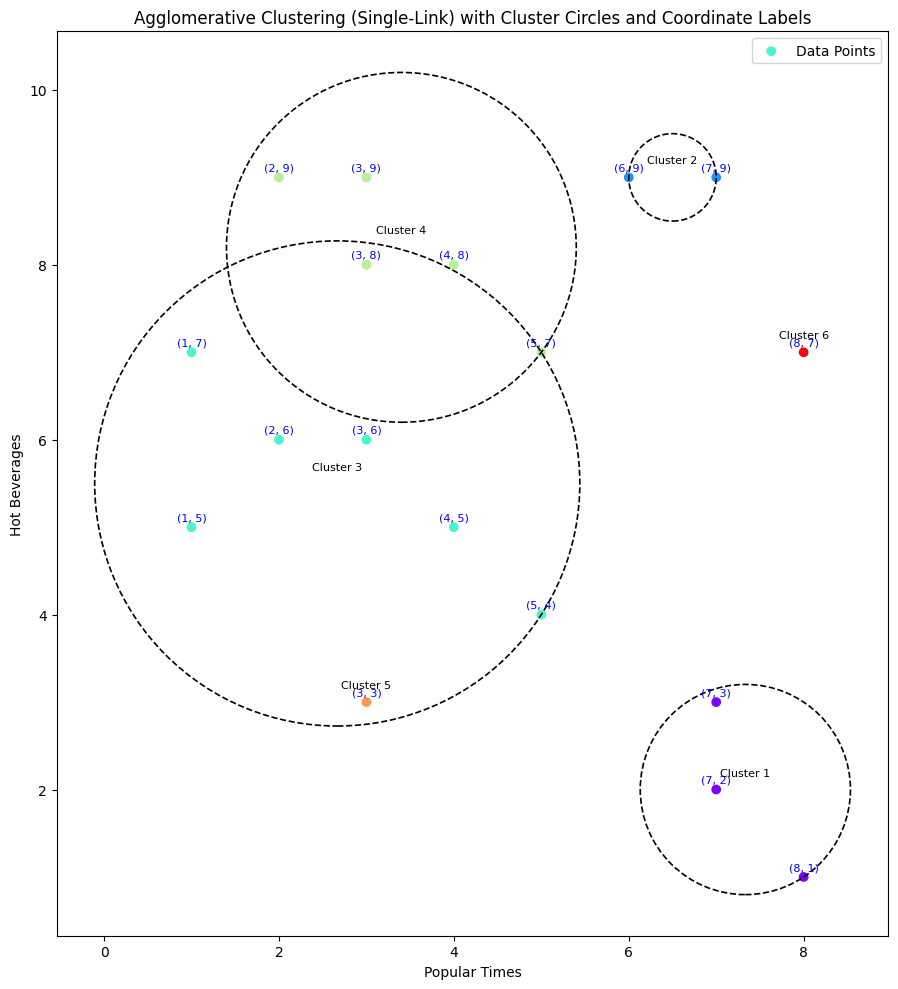 Agglomerative Clustering (Single-Link) with Cluster Circles and Coordinate Labels
Data Points
10
8
6
4
2
Hot Beverages
(2, 9)
(3, 9)
(6, 9)
Cluster 2
(7, 9)
Cluster 4
(3, 8)
(4, 8)
Cluster 6
(1, 7)
(5, 7)
(8, 7)
(2, 6)
(3, 6)
Cluster 3
(1, 5)
(4, 5)
(5, 4)
Cluster 5
(3, 3)
(7, 3)
Cluster 1
(7, 2)
(8, 1)
0
2
4
6
8
Popular Times